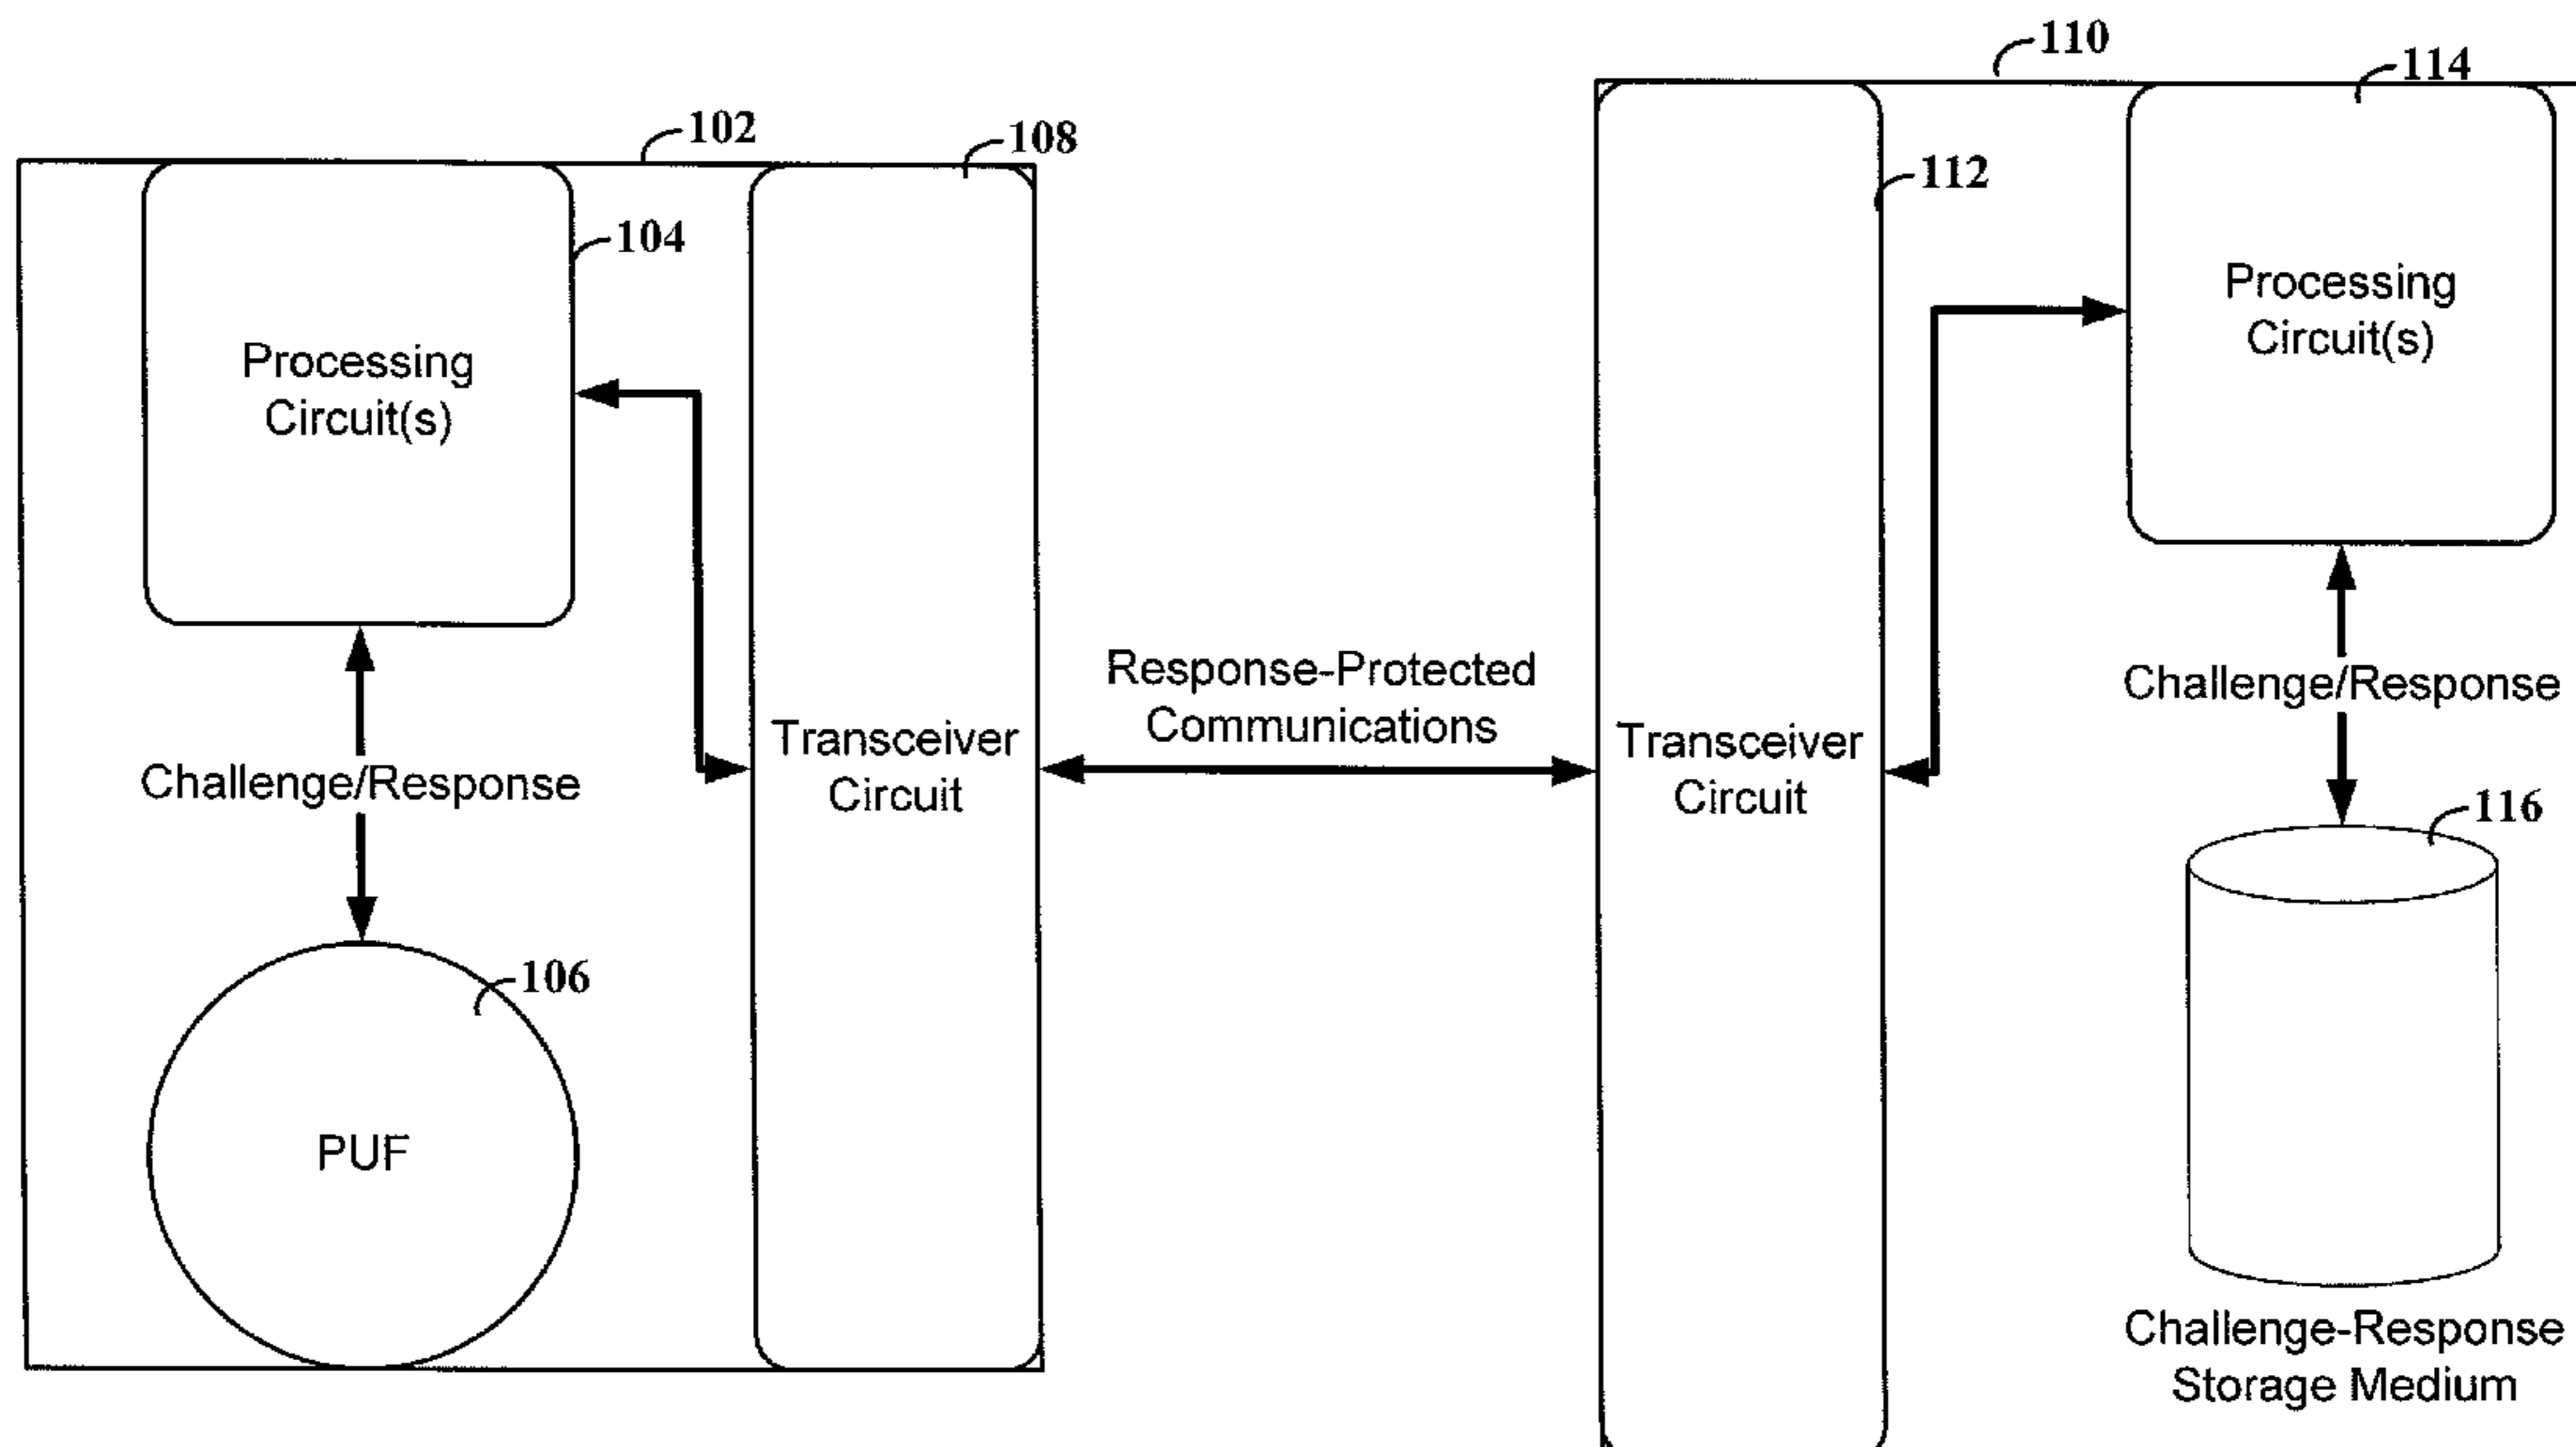 110
114
102
108
112
104
Processing
Circuit(s)
Processing
Circuit(s)
Response-Protected
Communications
Challenge/Response
Transceiver
Circuit
Transceiver
Circuit
Challenge/Response
116
106
PUF
Challenge-Response
Storage Medium